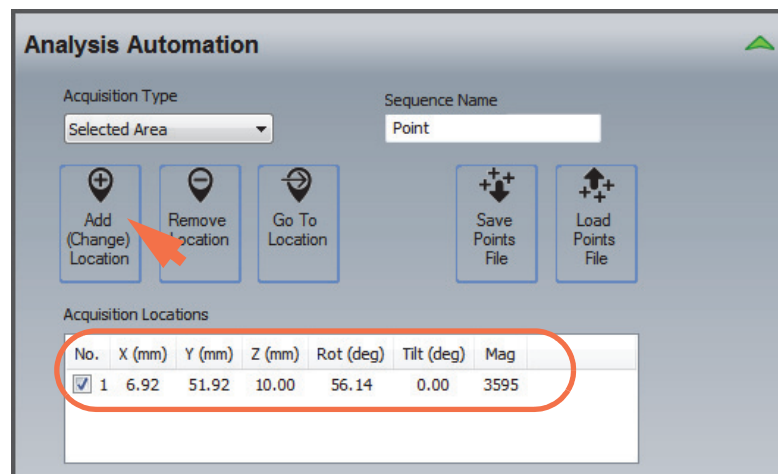 Analysis Automation
Acquisition Type
Sequence Name
Selected Area
Point
Add
(Change)
Location
Remove
Location
Go To
Location
Save
Points
File
Load
Points
File
Acquisition Locations
No. X (mm) Y (mm) Z (mm) Rot (deg) Tilt (deg) Mag
1 6.92 51.92 10.00 56.14 0.00 3595